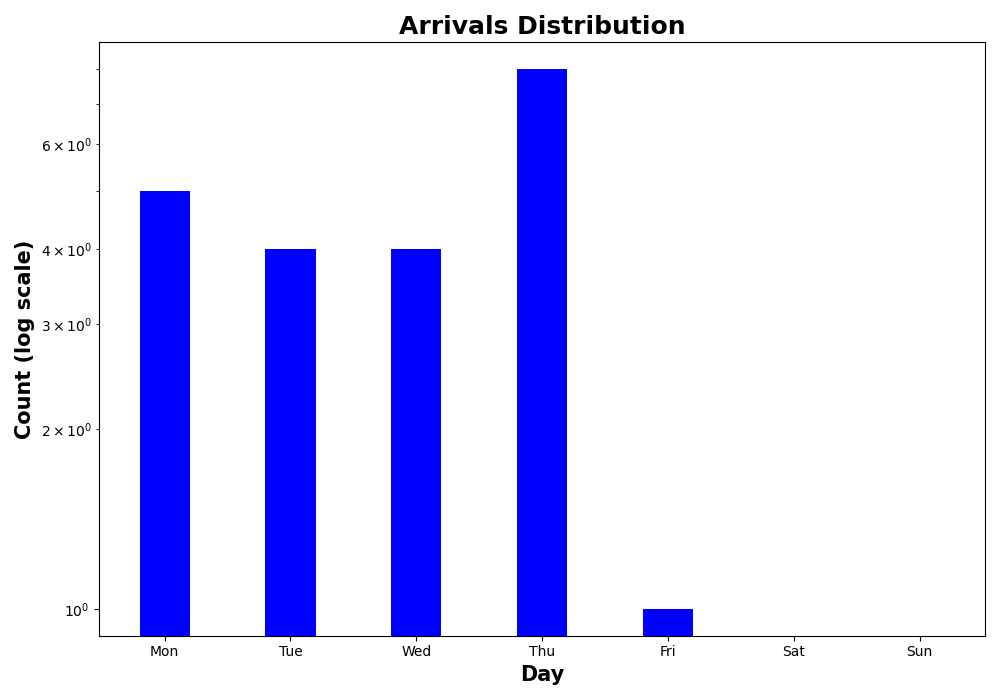 Arrivals Distribution
Count (log scale)
6 × 10⁰
4 × 10⁰
3 × 10⁰
2 × 10⁰
10⁰
Mon Tue Wed Thu Fri Sat Sun
Day